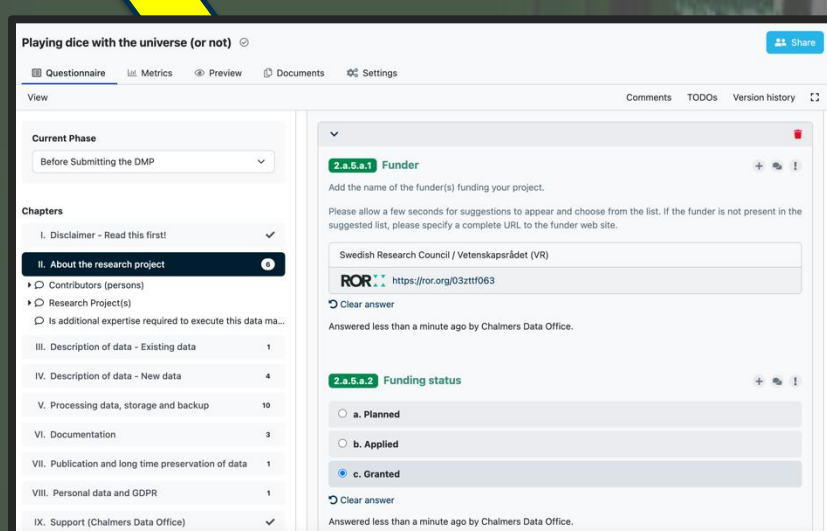 Playing dice with the universe (or not)
Share
Questionnaire Metrics Preview Documents Settings
View Comments TODOs Version history
Current Phase
Before Submitting the DMP
Chapters
I. Disclaimer - Read this first!
II. About the research project 6
Contributors (persons)
Research Project(s)
Is additional expertise required to execute this data ma...
III. Description of data - Existing data 1
IV. Description of data - New data 4
V. Processing data, storage and backup 10
VI. Documentation 3
VII. Publication and long time preservation of data 1
VIII. Personal data and GDPR 1
IX. Support (Chalmers Data Office)
2.a.5.a.1 Funder
Add the name of the funder(s) funding your project.
Please allow a few seconds for suggestions to appear and choose from the list. If the funder is not present in the
suggested list, please specify a complete URL to the funder web site.
Swedish Research Council / Vetenskapsrådet (VR)
ROR https://ror.org/03zttf063
Clear answer
Answered less than a minute ago by Chalmers Data Office.
2.a.5.a.2 Funding status
a. Planned
b. Applied
c. Granted
Clear answer
Answered less than a minute ago by Chalmers Data Office.